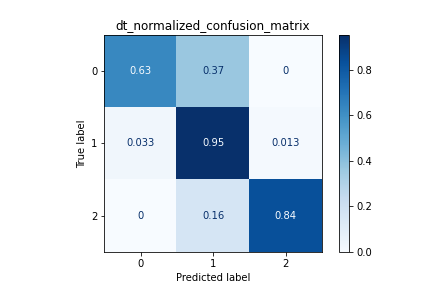 dt_normalized_confusion_matrix
0 0.63 0.37 0 0.8
0.6
True label 1 0.033 0.95 0.013
0.4
2 0 0.16 0.84 0.2
0.0
0 1 2
Predicted label